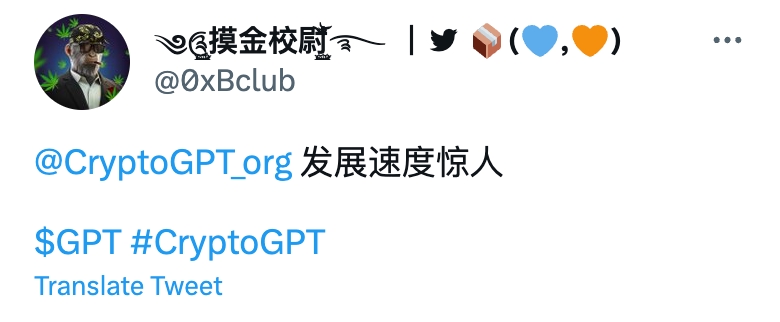 ༄ཉི摸金校尉࿐ | 🐦 📦 (💙,🧡)
@0xBclub
@CryptoGPT_org 发展速度惊人
$GPT #CryptoGPT
Translate Tweet